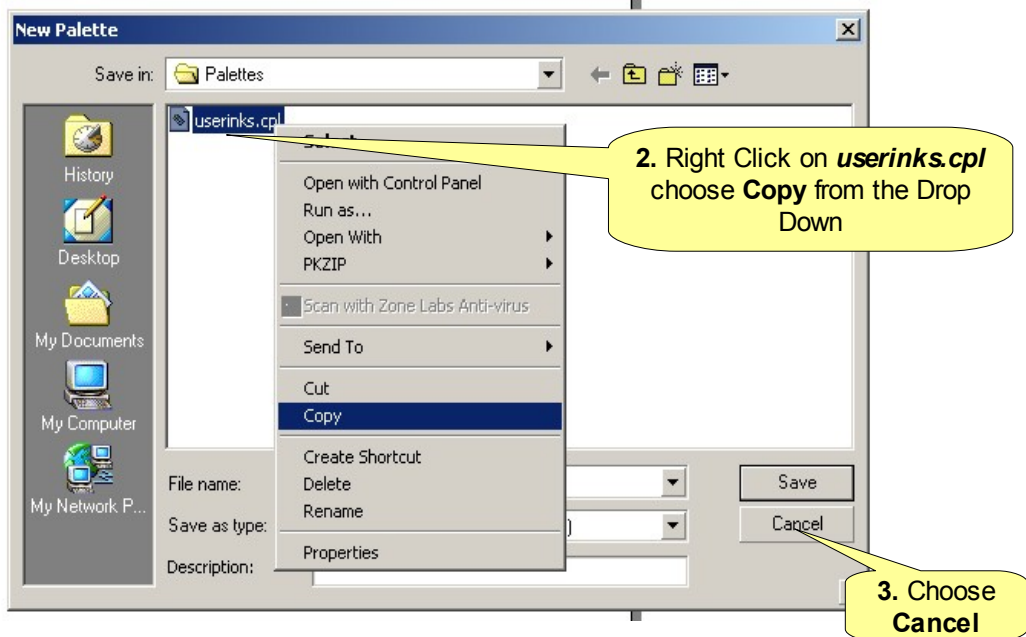 New Palette
Save in:
Palettes
userinks.cpl
History
Desktop
My Documents
My Computer
My Network P...
Open with Control Panel
Run as...
Open With
PKZIP
Scan with Zone Labs Anti-virus
Send To
Cut
Copy
Create Shortcut
Delete
Rename
Properties
2. Right Click on userinks.cpl
choose Copy from the Drop
Down
File name:
Save
Save as type:
)
Cancel
Description:
3. Choose
Cancel